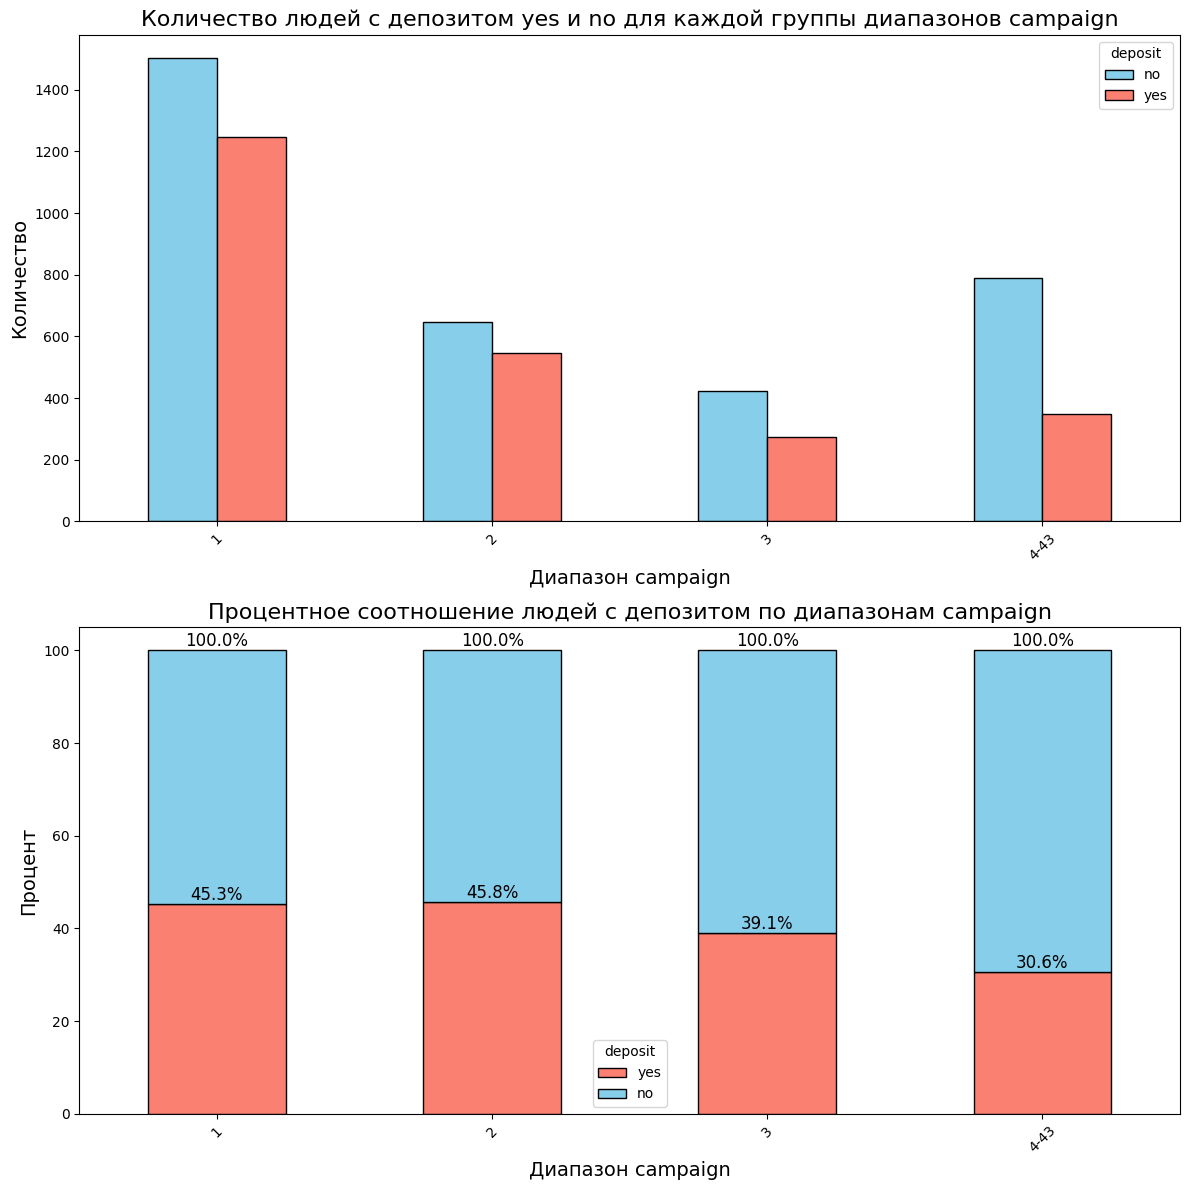 Количество людей с депозитом yes и no для каждой группы диапазонов campaign
deposit
no
yes
Количество
1400
1200
1000
800
600
400
200
0
1
2
3
4-43
Диапазон campaign
Процентное соотношение людей с депозитом по диапазонам campaign
100.0%
100.0%
100.0%
100.0%
45.3%
45.8%
39.1%
30.6%
Процент
100
80
60
40
20
0
deposit
yes
no
1
2
3
4-43
Диапазон campaign